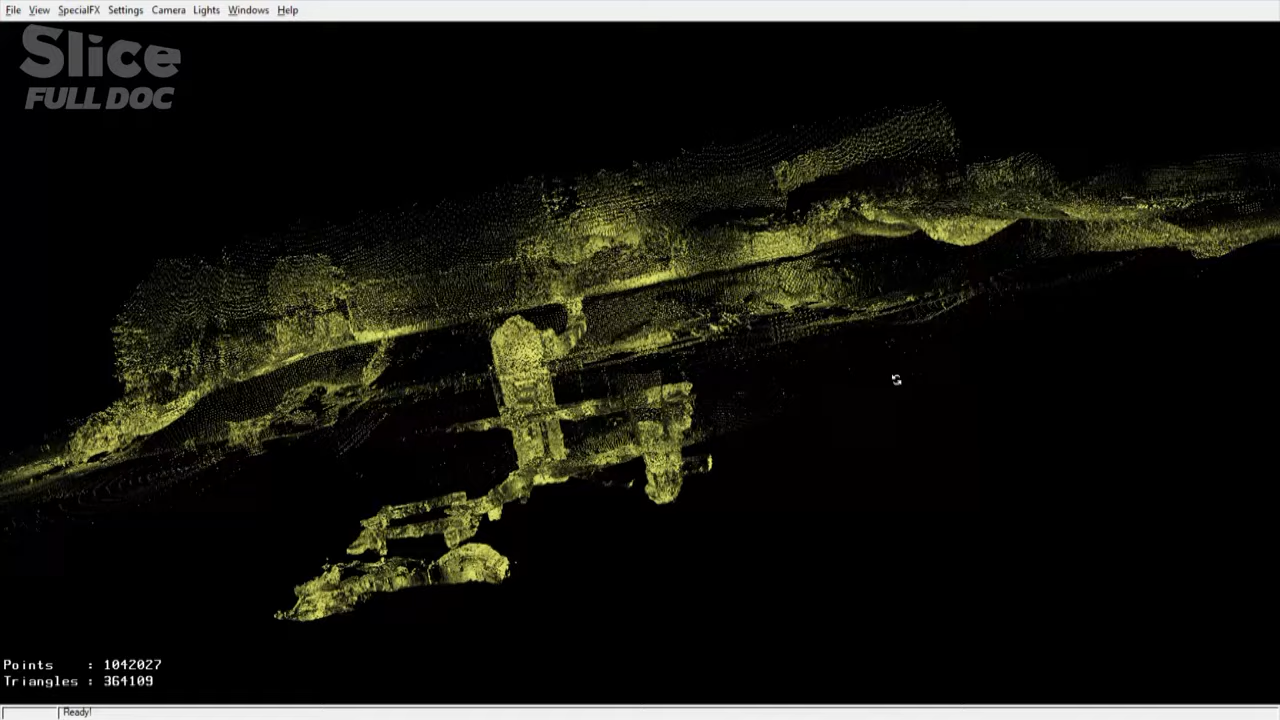 File View SpecialFX Settings Camera Lights Windows Help
Slice
FULL DOC
Points : 1042027
Triangles : 364109
Ready!